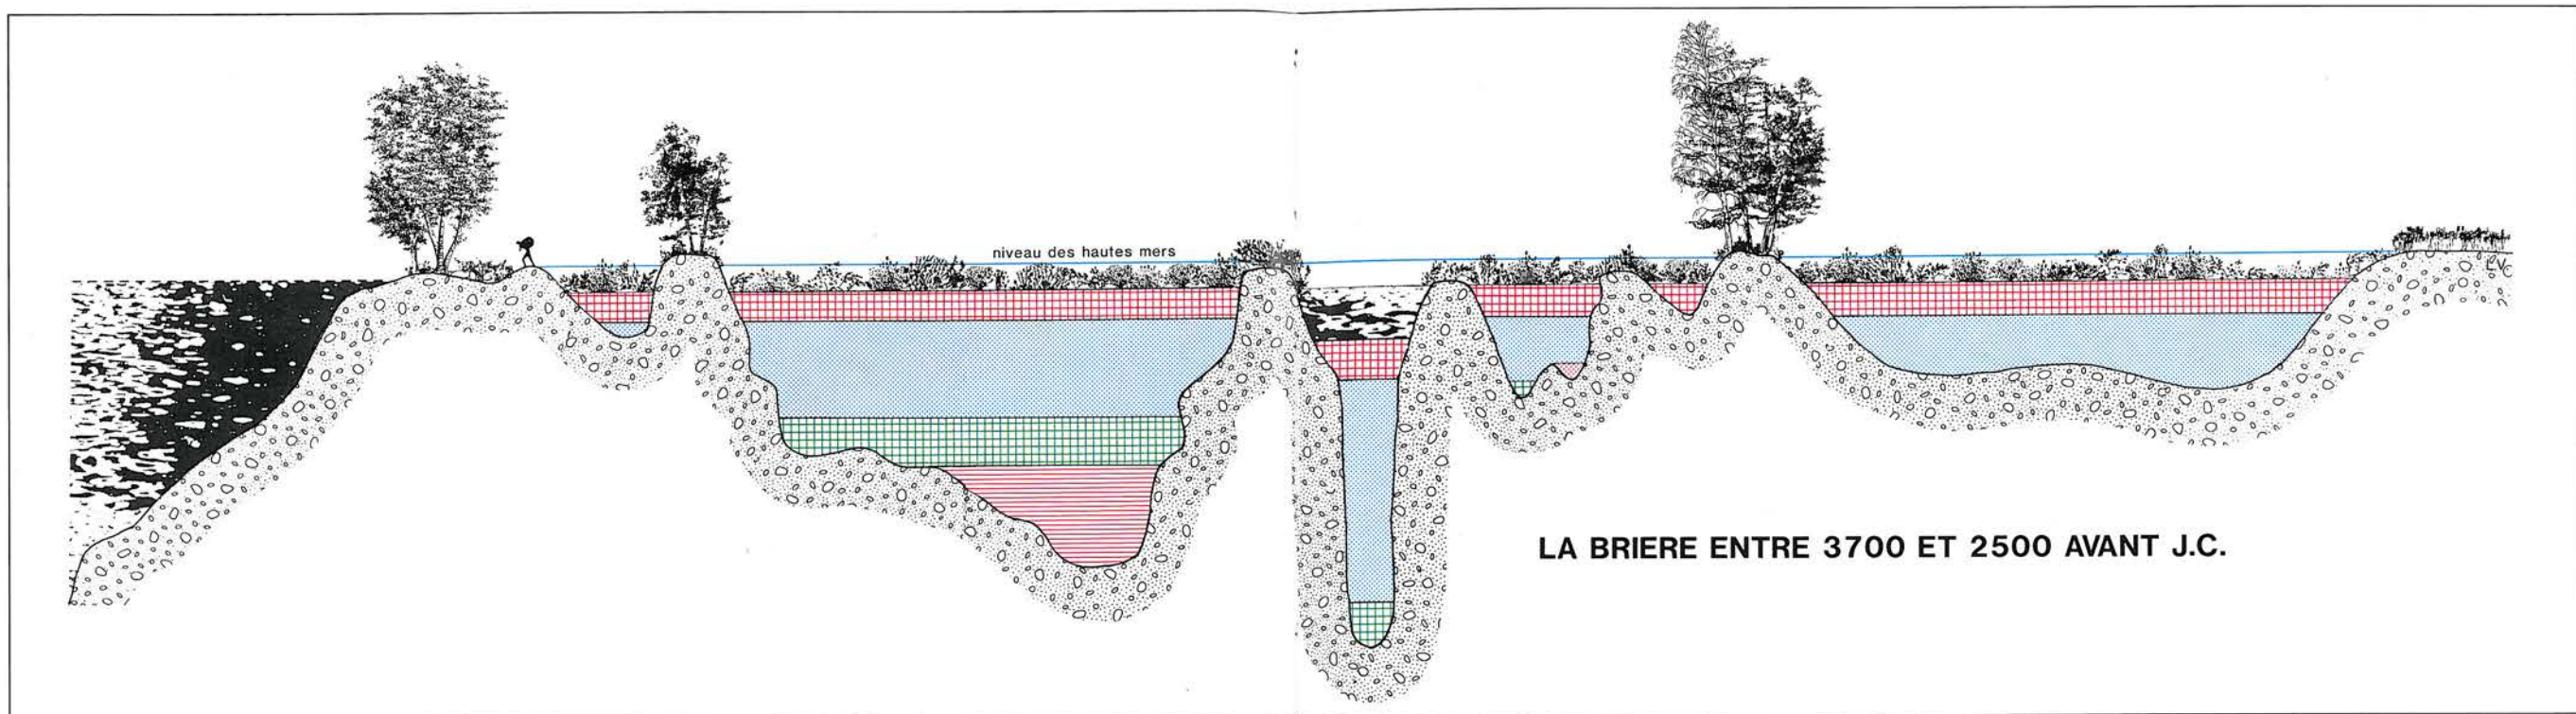 niveau des hautes mers
LA BRIERE ENTRE 3700 ET 2500 AVANT J.C.